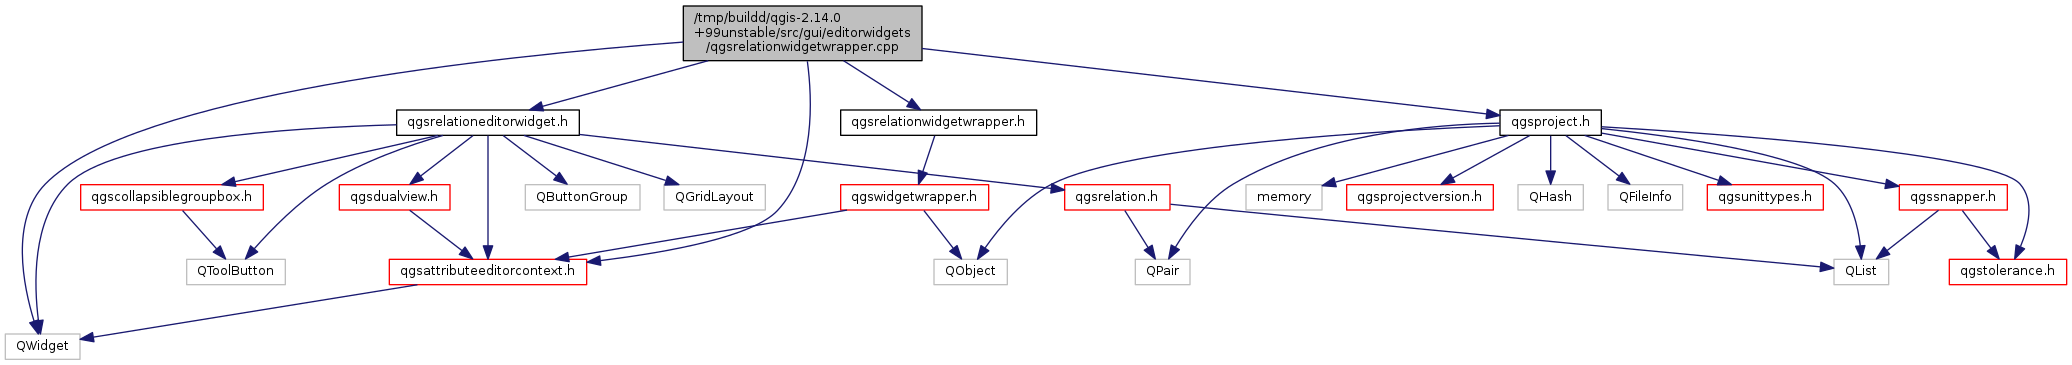 /tmp/buildd/qgis-2.14.0
+99unstable/src/gui/editorwidgets
/qgsrelationwidgetwrapper.cpp
qgsrelationeditorwidget.h
qgsrelationwidgetwrapper.h
qgsproject.h
qgscollapsiblegroupbox.h
qgsdualview.h
QButtonGroup
QGridLayout
qgswidgetwrapper.h
qgsrelation.h
memory
qgsprojectversion.h
QHash
QFileInfo
qgsunittypes.h
qgssnapper.h
QToolButton
qgsattributeeditorcontext.h
QObject
QPair
QList
qgstolerance.h
QWidget